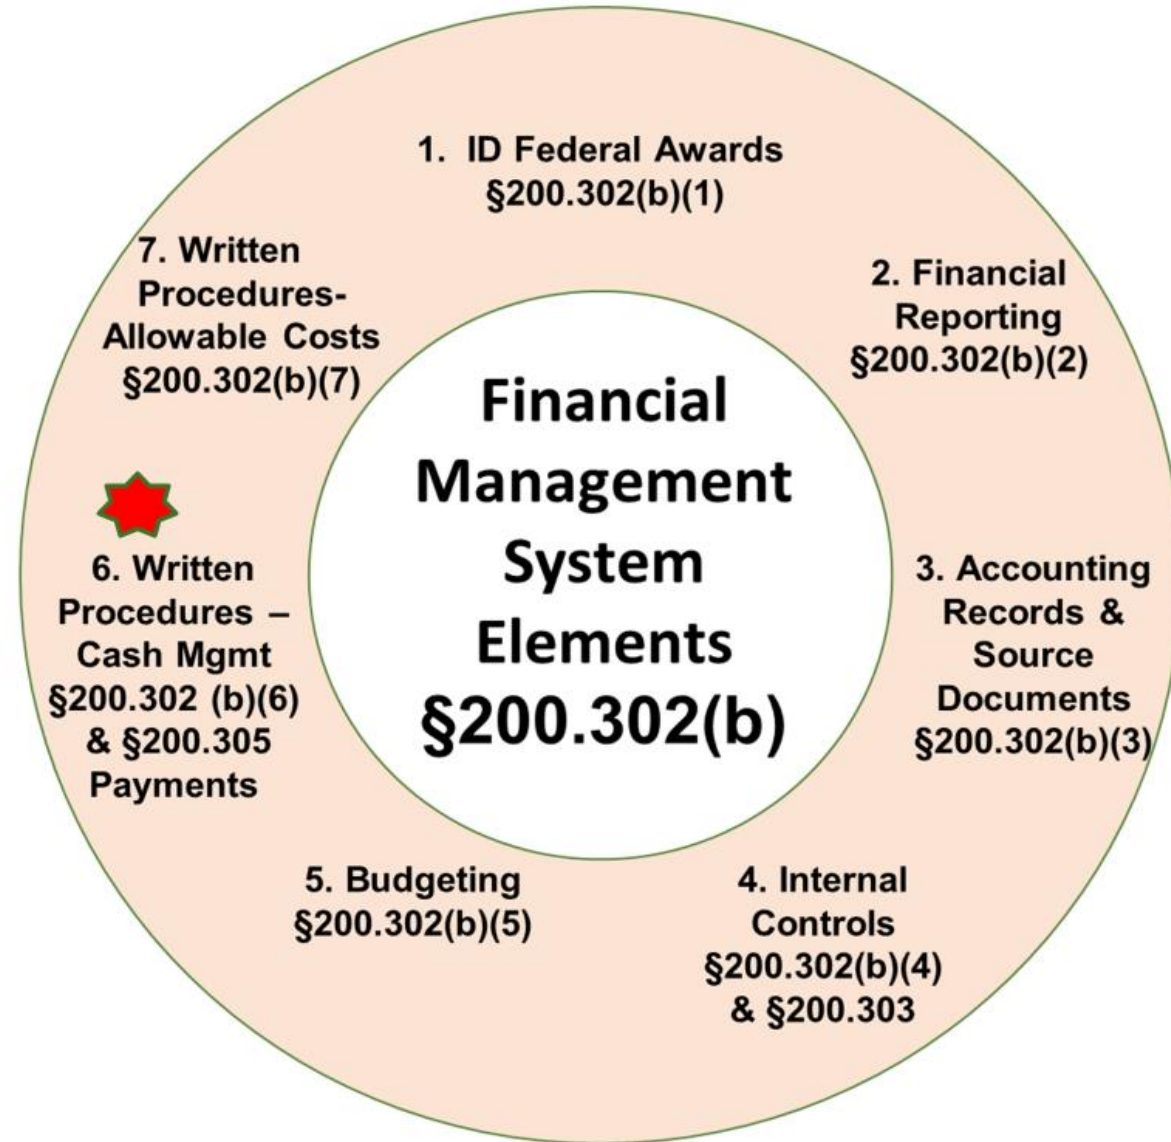 1. ID Federal Awards
§200.302(b)(1)
2. Financial
Reporting
§200.302(b)(2)
3. Accounting
Records &
Source
Documents
§200.302(b)(3)
4. Internal
Controls
§200.302(b)(4)
& §200.303
5. Budgeting
§200.302(b)(5)
6. Written
Procedures –
Cash Mgmt
§200.302 (b)(6)
& §200.305
Payments
7. Written
Procedures-
Allowable Costs
§200.302(b)(7)
Financial
Management
System
Elements
§200.302(b)